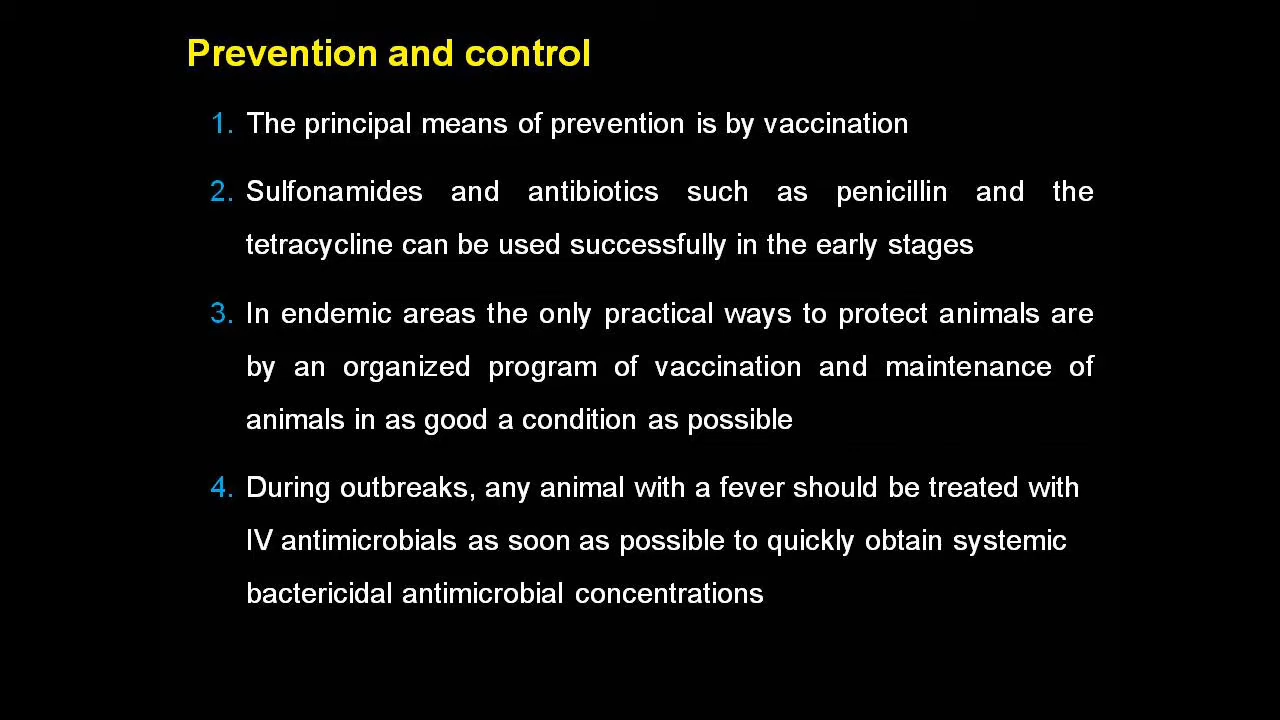 Prevention and control
1. The principal means of prevention is by vaccination
2. Sulfonamides and antibiotics such as penicillin and the
tetracycline can be used successfully in the early stages
3. In endemic areas the only practical ways to protect animals are
by an organized program of vaccination and maintenance of
animals in as good a condition as possible
4. During outbreaks, any animal with a fever should be treated with
IV antimicrobials as soon as possible to quickly obtain systemic
bactericidal antimicrobial concentrations